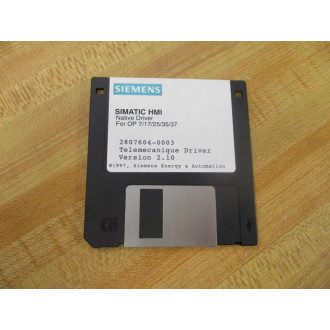 SIEMENS
SIMATIC HMI
Native Driver
For OP 7/17/25/35/37
2807604-0003
Telemecanique Driver
Version 2.10
©1997, Siemens Energy & Automation